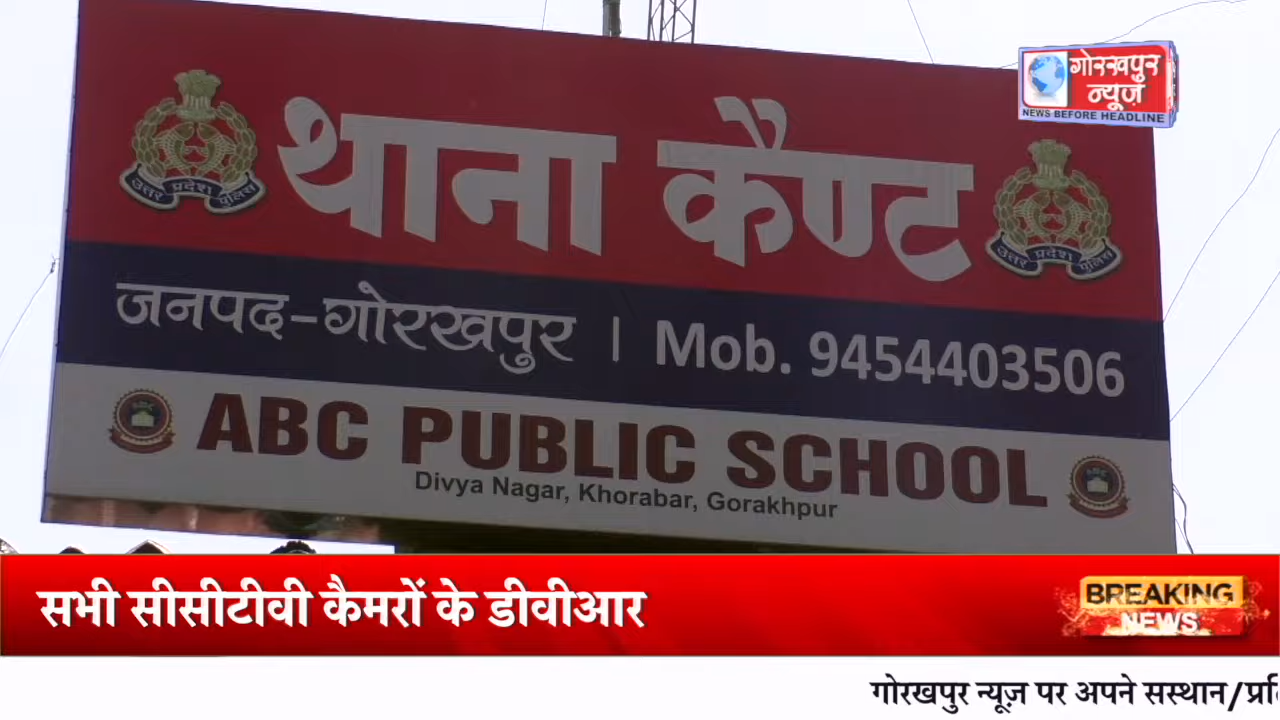 गोरखपुर
न्यूज़
NEWS BEFORE HEADLINE
थाना कैण्ट
उत्तर प्रदेश पुलिस
उत्तर प्रदेश पुलिस
जनपद-गोरखपुर | Mob. 9454403506
ABC PUBLIC SCHOOL
Divya Nagar, Khorabar, Gorakhpur
सभी सीसीटीवी कैमरों के डीवीआर
BREAKING
NEWS
गोरखपुर न्यूज़ पर अपने सस्थान/प्रति